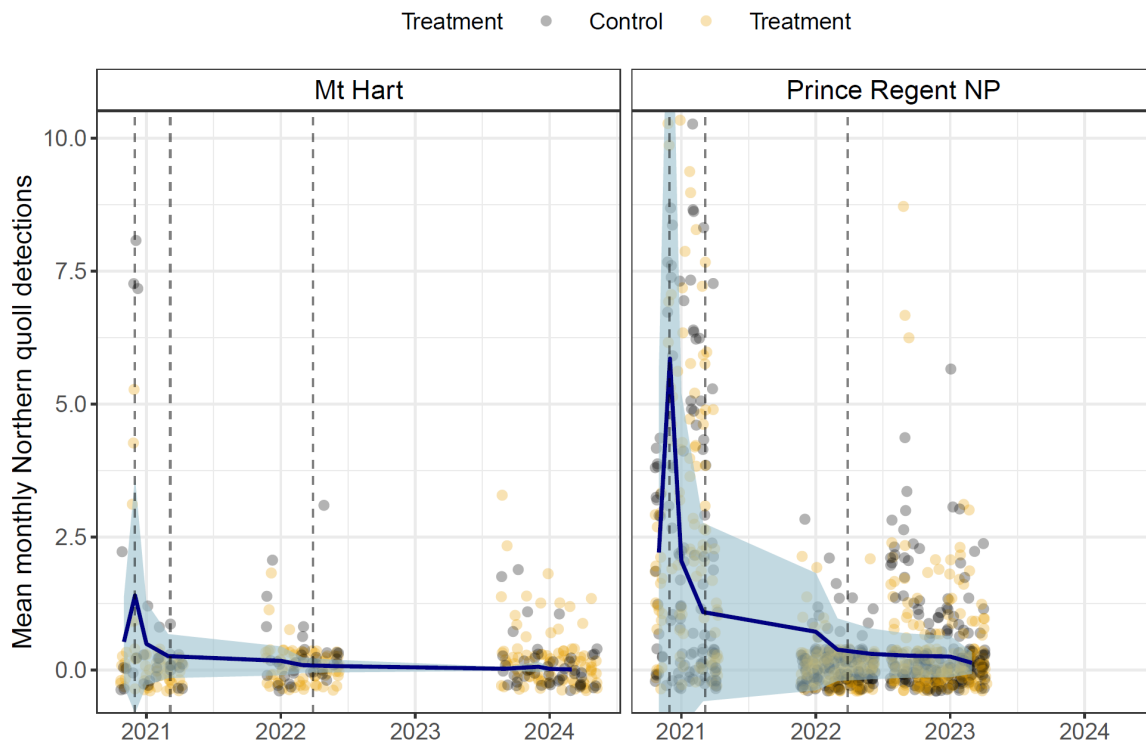 Treatment Control Treatment
Mt Hart Prince Regent NP
Mean monthly Northern quoll detections
10.0
7.5
5.0
2.5
0.0
2021 2022 2023 2024 2021 2022 2023 2024